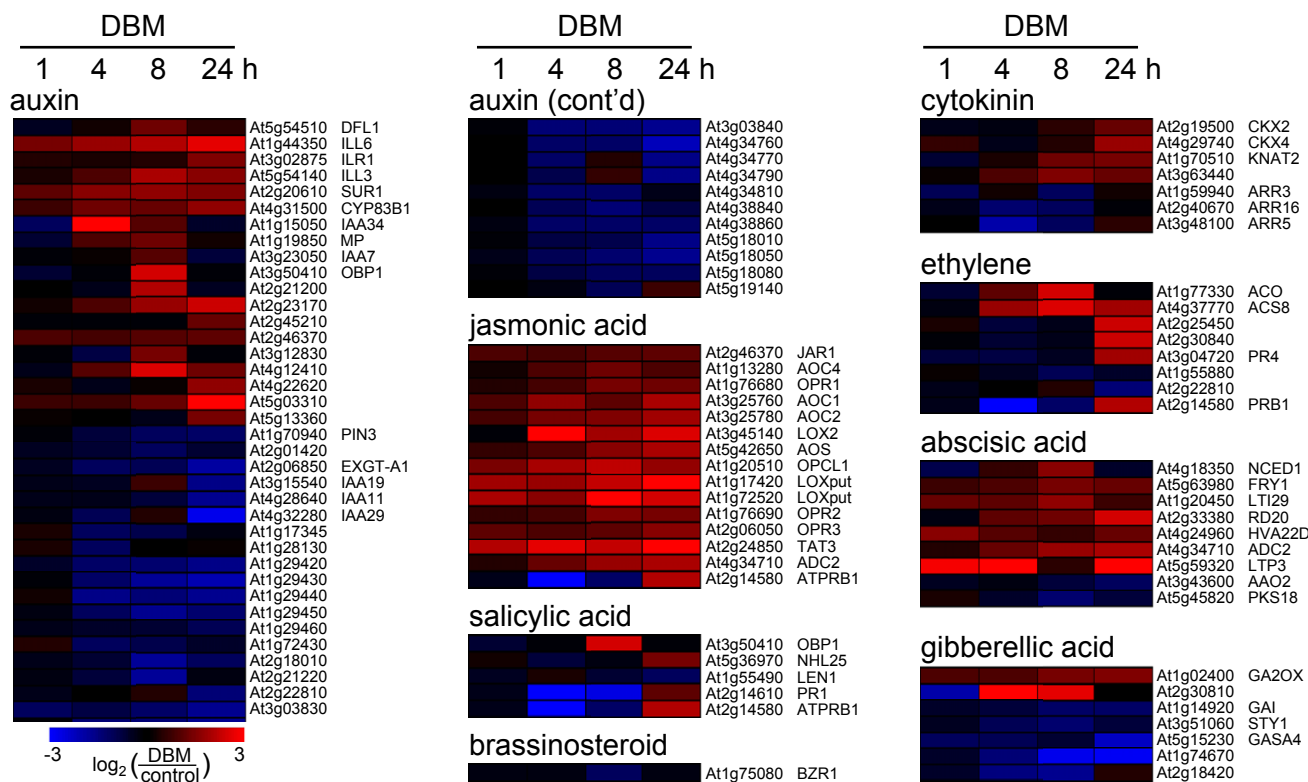 DBM
1 4 8 24 h
auxin
At5g54510 DFL1
At1g44350 ILL6
At3g02875 ILR1
At5g54140 ILL3
At2g20610 SUR1
At4g31500 CYP83B1
At1g15050 IAA34
At1g19850 MP
At3g23050 IAA7
At3g50410 OBP1
At2g21200
At2g23170
At2g45210
At2g46370
At3g12830
At4g12410
At4g22620
At5g03310
At5g13360
At1g70940 PIN3
At2g01420
At2g06850 EXGT-A1
At3g15540 IAA19
At4g28640 IAA11
At4g32280 IAA29
At1g17345
At1g28130
At1g29420
At1g29430
At1g29440
At1g29450
At1g29460
At1g72430
At2g18010
At2g21220
At2g22810
At3g03830
-3 3
log2(DBM/control)
DBM
1 4 8 24 h
auxin (cont'd)
At3g03840
At4g34760
At4g34770
At4g34790
At4g34810
At4g38840
At4g38860
At5g18010
At5g18050
At5g18080
At5g19140
jasmonic acid
At2g46370 JAR1
At1g13280 AOC4
At1g76680 OPR1
At3g25760 AOC1
At3g25780 AOC2
At3g45140 LOX2
At5g42650 AOS
At1g20510 OPCL1
At1g17420 LOXput
At1g72520 LOXput
At1g76690 OPR2
At2g06050 OPR3
At2g24850 TAT3
At4g34710 ADC2
At2g14580 ATPRB1
salicylic acid
At3g50410 OBP1
At5g36970 NHL25
At1g55490 LEN1
At2g14610 PR1
At2g14580 ATPRB1
brassinosteroid
At1g75080 BZR1
DBM
1 4 8 24 h
cytokinin
At2g19500 CKX2
At4g29740 CKX4
At1g70510 KNAT2
At3g63440
At1g59940 ARR3
At2g40670 ARR16
At3g48100 ARR5
ethylene
At1g77330 ACO
At4g37770 ACS8
At2g25450
At2g30840
At3g04720 PR4
At1g55880
At2g22810
At2g14580 PRB1
abscisic acid
At4g18350 NCED1
At5g63980 FRY1
At1g20450 LTI29
At2g33380 RD20
At4g24960 HVA22D
At4g34710 ADC2
At5g59320 LTP3
At3g43600 AAO2
At5g45820 PKS18
gibberellic acid
At1g02400 GA2OX
At2g30810
At1g14920 GAI
At3g51060 STY1
At5g15230 GASA4
At1g74670
At2g18420